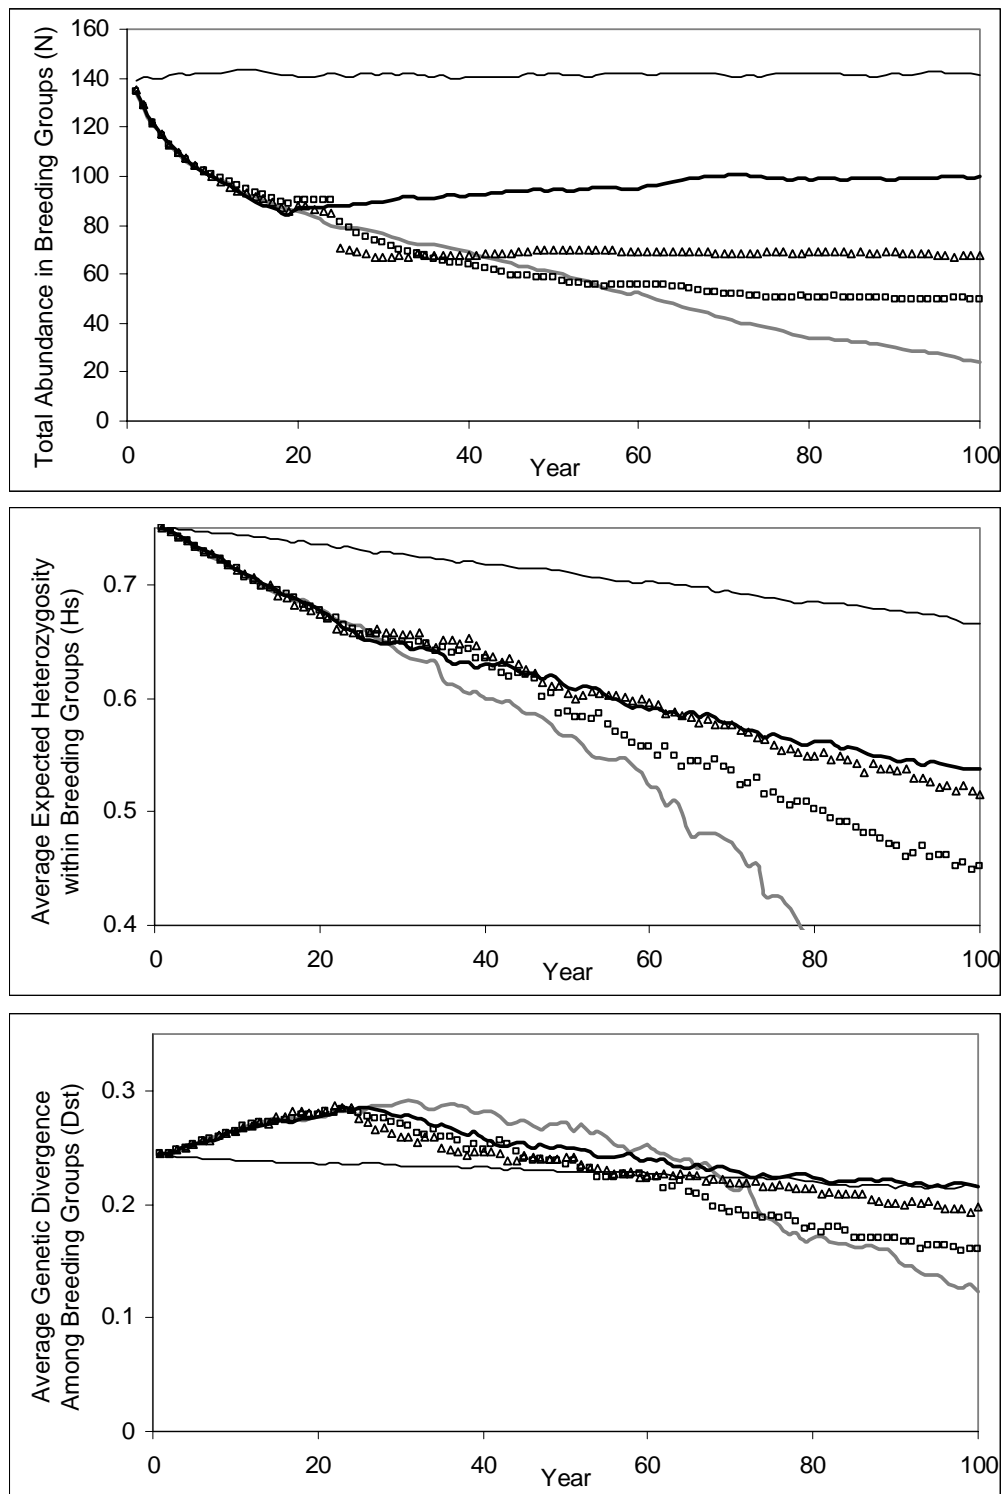 160
140
120
100
80
60
40
20
0
Total Abundance in Breeding Groups (N)
0 20 40 60 80 100
Year
0.7
0.6
0.5
0.4
Average Expected Heterozygosity
within Breeding Groups (Hs)
0 20 40 60 80 100
Year
0.3
0.2
0.1
0
Average Genetic Divergence
Among Breeding Groups (Dst)
0 20 40 60 80 100
Year